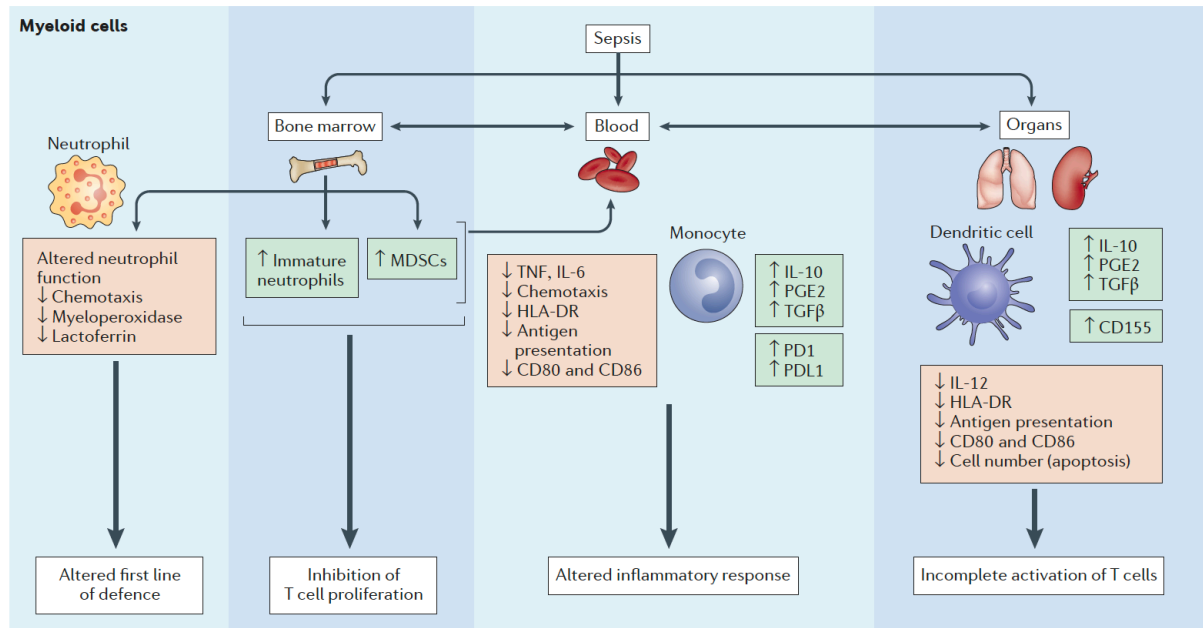 Myeloid cells
Sepsis
Bone marrow
Blood
Organs
Neutrophil
Altered neutrophil
function
↓ Chemotaxis
↓ Myeloperoxidase
↓ Lactoferrin
↑ Immature
neutrophils
↑ MDSCs
↓ TNF, IL-6
↓ Chemotaxis
↓ HLA-DR
↓ Antigen
presentation
↓ CD80 and CD86
Monocyte
↑ IL-10
↑ PGE2
↑ TGFβ
↑ PD1
↑ PDL1
Dendritic cell
↑ IL-10
↑ PGE2
↑ TGFβ
↑ CD155
↓ IL-12
↓ HLA-DR
↓ Antigen presentation
↓ CD80 and CD86
↓ Cell number (apoptosis)
Altered first line
of defence
Inhibition of
T cell proliferation
Altered inflammatory response
Incomplete activation of T cells